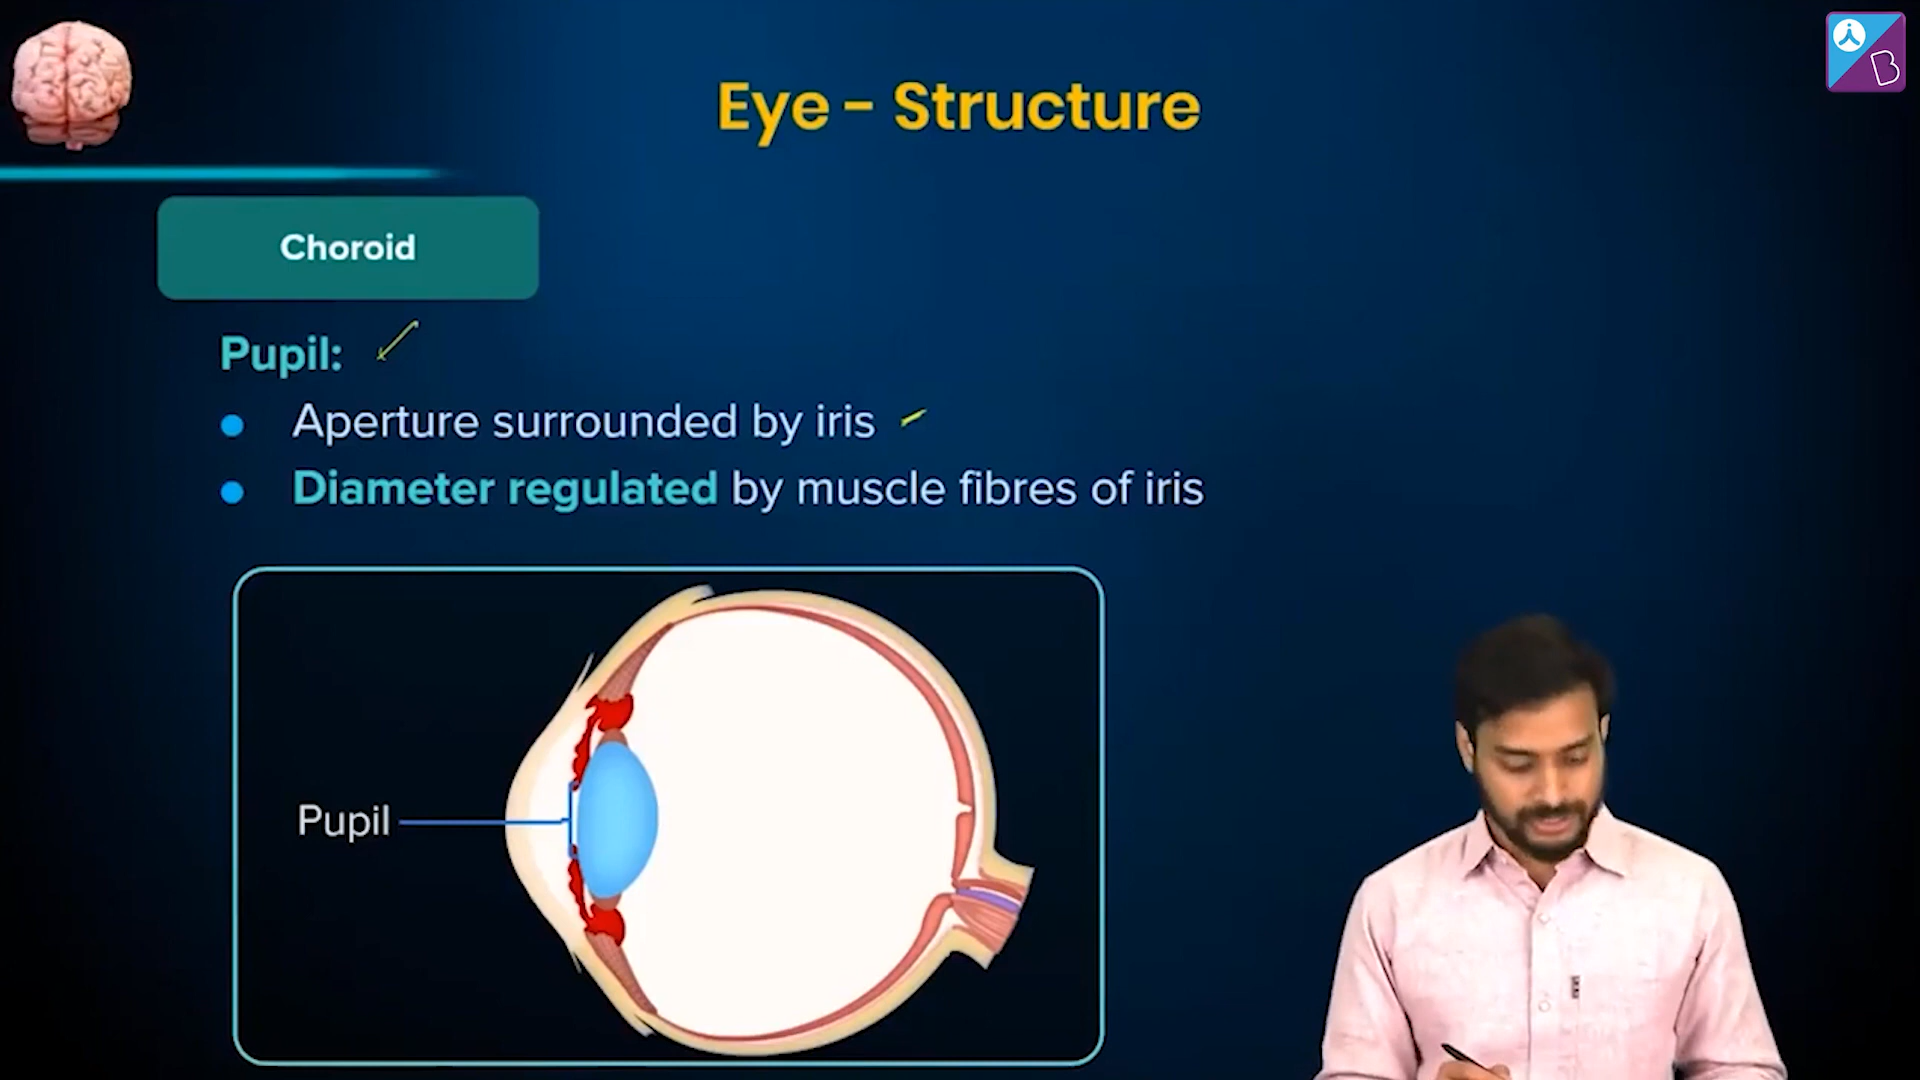 Eye - Structure
Choroid
Pupil:
Aperture surrounded by iris
Diameter regulated by muscle fibres of iris
Pupil
B